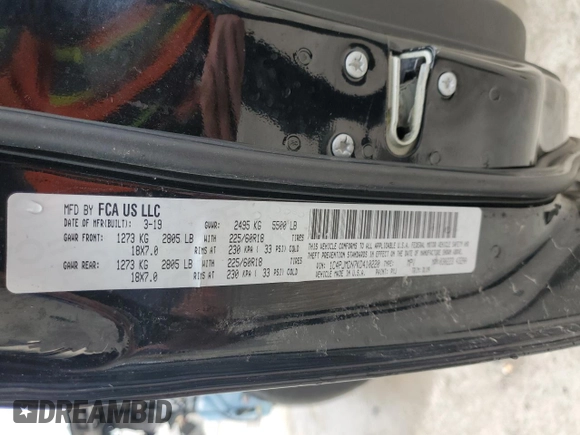 MFD BY FCA US LLC
DATE OF MFR(BUILT): 3-19 GVWR: 2495 KG 5500 LB
GAWR FRONT: 1273 KG 2805 LB WITH 225/60R18 TIRES
18X7.0 RIMS AT 230 KPA ( 33 PSI) COLD
GAWR REAR: 1273 KG 2805 LB WITH 225/60R18 TIRES
18X7.0 RIMS AT 230 KPA ( 33 PSI) COLD
THIS VEHICLE CONFORMS TO ALL APPLICABLE U.S.A. FEDERAL MOTOR VEHICLE SAFETY AND
THEFT PREVENTION STANDARDS IN EFFECT ON THE DATE OF MANUFACTURE SHOWN ABOVE.
VIN: TYPE: MPV
VEHICLE MADE IN U.S.A. PAINT:
DREAMBID